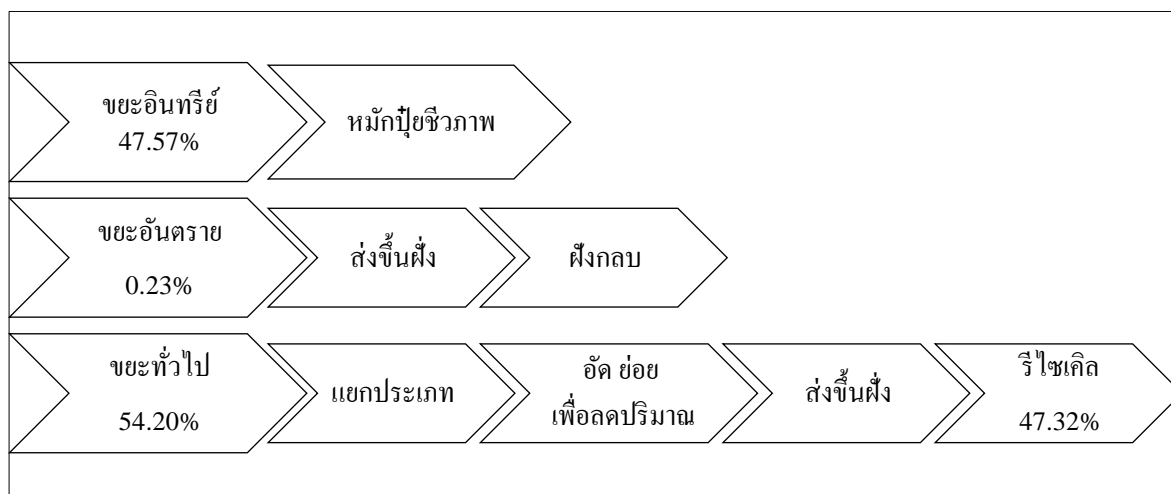 ขยะอินทรีย์
47.57%
หมักปุ๋ยชีวภาพ
ขยะอันตราย
0.23%
ส่งขึ้นฝั่ง
ฝังกลบ
ขยะทั่วไป
54.20%
แยกประเภท
อัด ย่อย
เพื่อลดปริมาณ
ส่งขึ้นฝั่ง
รีไซเคิล
47.32%